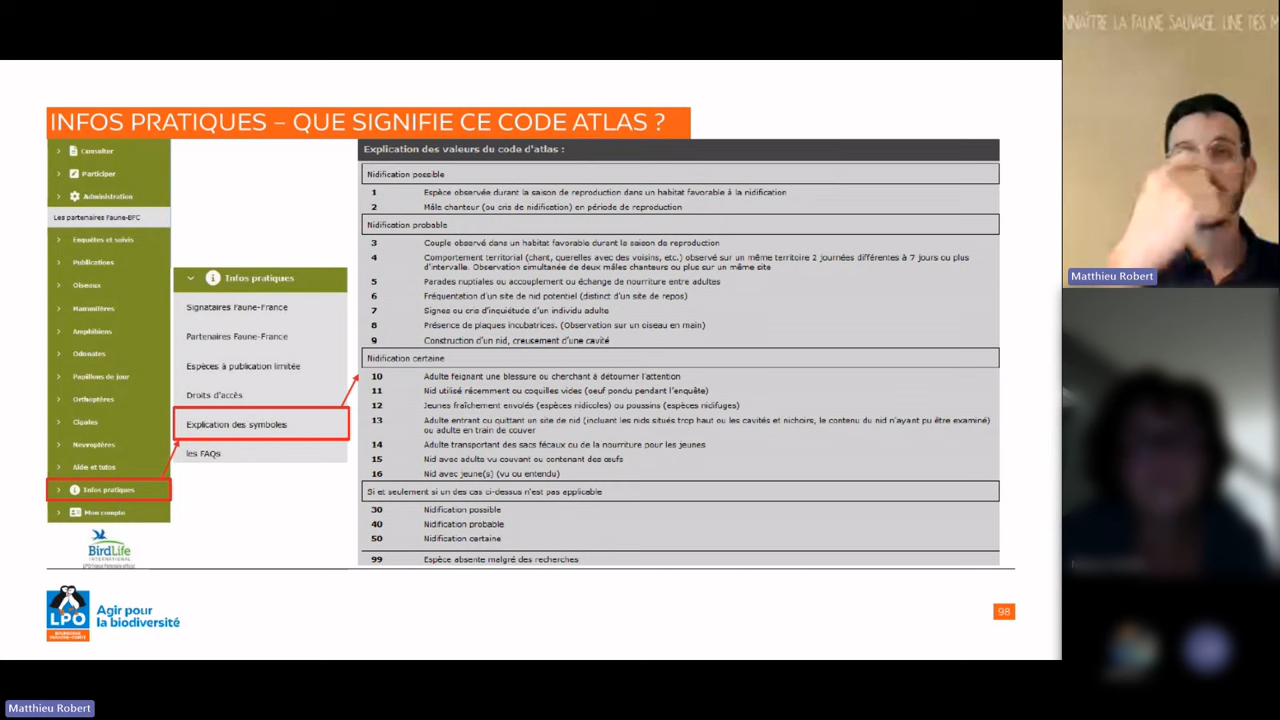 NNAÎTRE LA FAUNE SAUVAGE, UNE DES M
INFOS PRATIQUES – QUE SIGNIFIE CE CODE ATLAS ?
Consulter
Participer
Administration
Les partenaires Faune-BFC
Enquêtes et suivis
Publications
Oiseaux
Mammifères
Amphibiens
Odonates
Papillons de jour
Orthoptères
Cigales
Nevroptères
Aide et tutos
Infos pratiques
Mon compte
Infos pratiques
Signataires Faune-France
Partenaires Faune-France
Espèces à publication limitée
Droits d'accès
Explication des symboles
les FAQs
Explication des valeurs du code d'atlas :
Nidification possible
1 Espèce observée durant la saison de reproduction dans un habitat favorable à la nidification
2 Mâle chanteur (ou cris de nidification) en période de reproduction
Nidification probable
3 Couple observé dans un habitat favorable durant la saison de reproduction
4 Comportement territorial (chant, querelles avec des voisins, etc.) observé sur un même territoire 2 journées différentes à 7 jours ou plus
d'intervalle. Observation simultanée de deux mâles chanteurs ou plus sur un même site
5 Parades nuptiales ou accouplement ou échange de nourriture entre adultes
6 Fréquentation d'un site de nid potentiel (distinct d'un site de repos)
7 Signes ou cris d'inquiétude d'un individu adulte
8 Présence de plaques incubatrices. (Observation sur un oiseau en main)
9 Construction d'un nid, creusement d'une cavité
Nidification certaine
10 Adulte feignant une blessure ou cherchant à détourner l'attention
11 Nid utilisé récemment ou coquilles vides (oeuf pondu pendant l'enquête)
12 Jeunes fraîchement envolés (espèces nidicoles) ou poussins (espèces nidifuges)
13 Adulte entrant ou quittant un site de nid (incluant les nids situés trop haut ou les cavités et nichoirs, le contenu du nid n'ayant pu être examiné)
ou adulte en train de couver
14 Adulte transportant des sacs fécaux ou de la nourriture pour les jeunes
15 Nid avec adulte vu couvant ou contenant des œufs
16 Nid avec jeune(s) (vu ou entendu)
Si et seulement si un des cas ci-dessus n'est pas applicable
30 Nidification possible
40 Nidification probable
50 Nidification certaine
99 Espèce absente malgré des recherches
BirdLife
INTERNATIONAL
LPO
Agir pour
la biodiversité
98
Matthieu Robert
Matthieu Robert